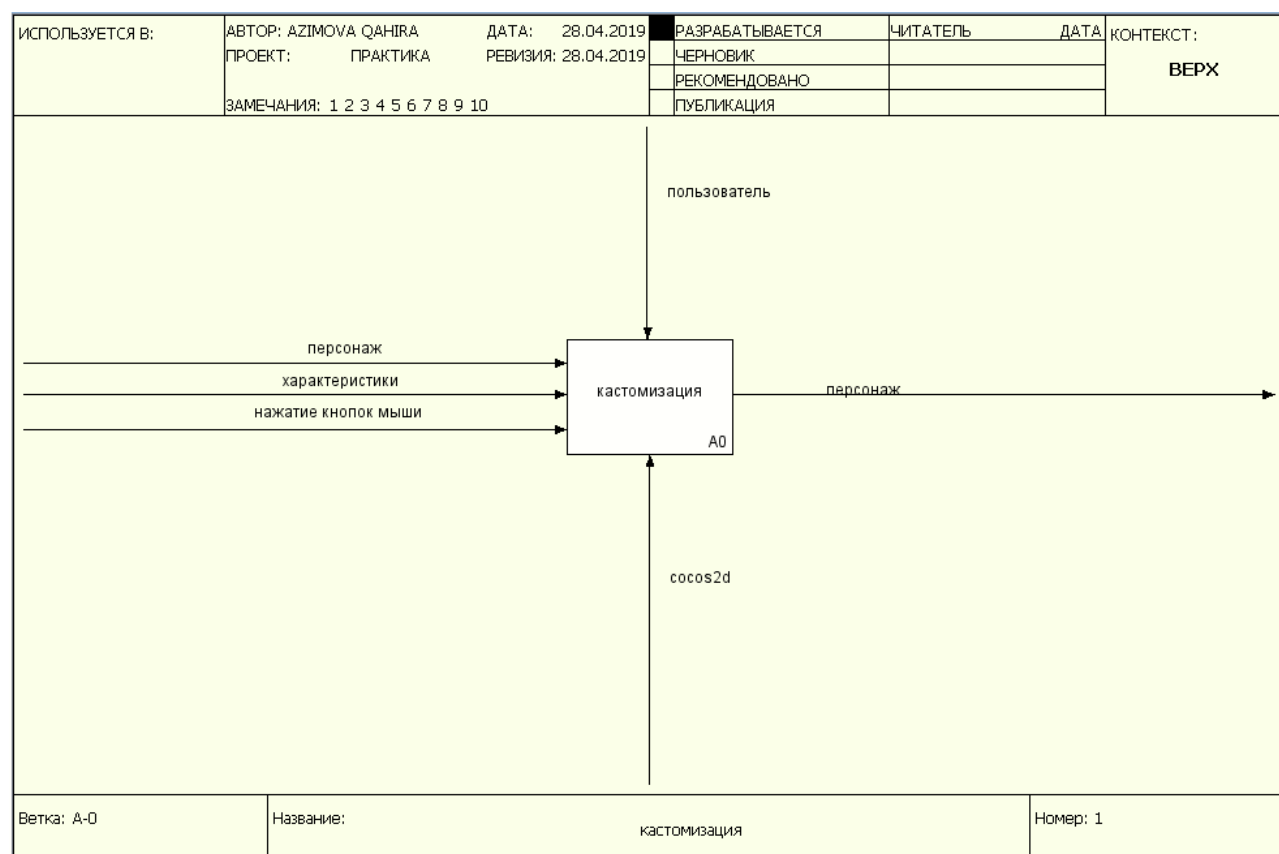 ИСПОЛЬЗУЕТСЯ В:
АВТОР: AZIMOVA QAHIRA ДАТА: 28.04.2019
ПРОЕКТ: ПРАКТИКА РЕВИЗИЯ: 28.04.2019
ЗАМЕЧАНИЯ: 1 2 3 4 5 6 7 8 9 10
РАЗРАБАТЫВАЕТСЯ
ЧЕРНОВИК
РЕКОМЕНДОВАНО
ПУБЛИКАЦИЯ
ЧИТАТЕЛЬ ДАТА
КОНТЕКСТ:
ВЕРХ
пользователь
персонаж
характеристики
нажатие кнопок мыши
кастомизация
A0
персонаж
cocos2d
Ветка: A-0
Название:
кастомизация
Номер: 1